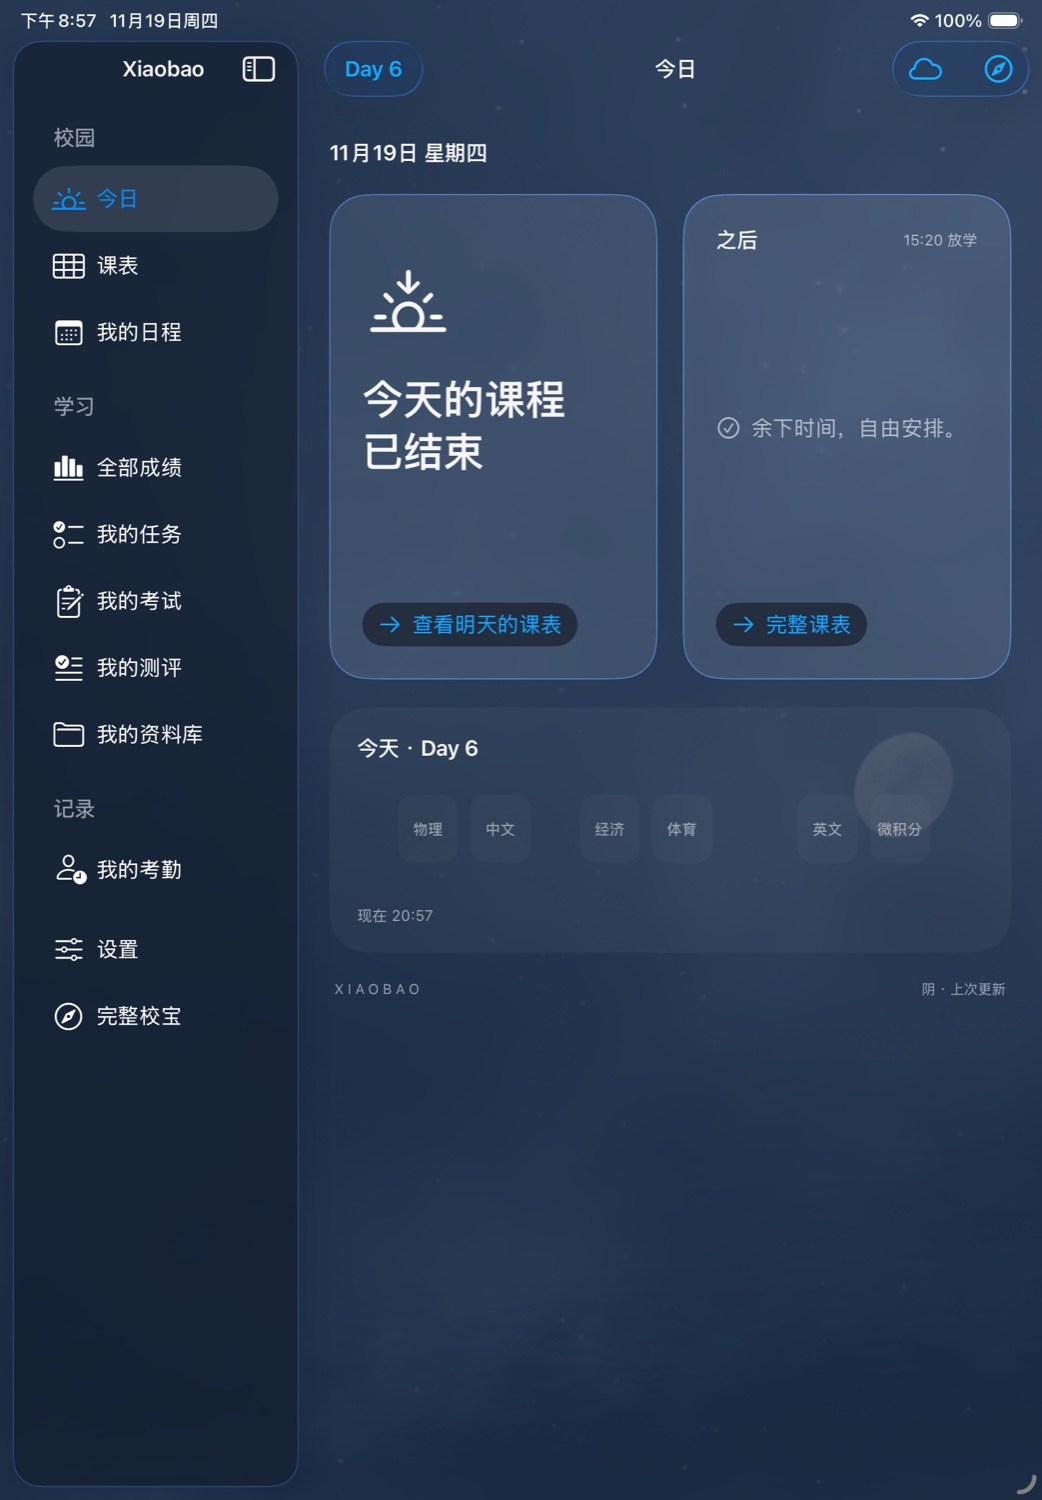 下午8:57 11月19日周四
100%
Xiaobao
Day 6
今日
校园
今日
课表
我的日程
学习
全部成绩
我的任务
我的考试
我的测评
我的资料库
记录
我的考勤
设置
完整校宝
11月19日 星期四
今天的课程
已结束
查看明天的课表
之后
15:20 放学
余下时间，自由安排。
完整课表
今天 · Day 6
物理 中文 经济 体育 英文 微积分
现在 20:57
XIAOBAO
阴 · 上次更新